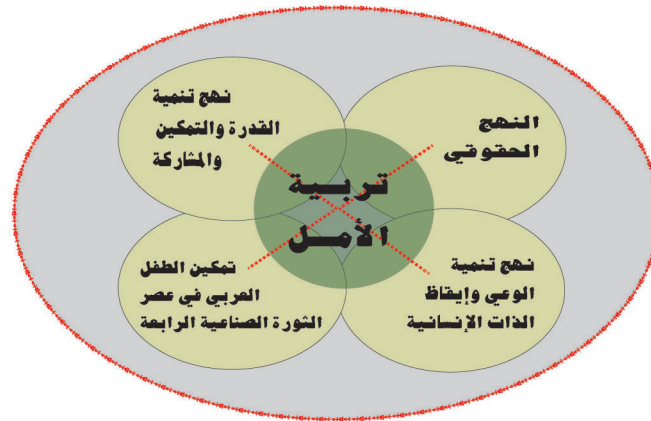 النهج
الحقوقي
نهج تنمية
القدرة والتمكين
والمشاركة
تربية
الأمل
نهج تنمية
الوعي وإيقاظ
الذات الإنسانية
تمكين الطفل
العربي في عصر
الثورة الصناعية الرابعة